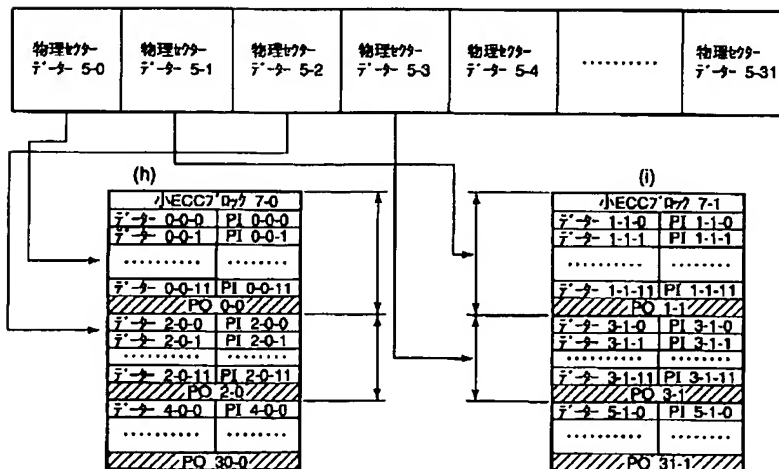 物理セクター
データー 5-0
物理セクター
データー 5-1
物理セクター
データー 5-2
物理セクター
データー 5-3
物理セクター
データー 5-4
..........
物理セクター
データー 5-31
(h)
小ECCブロック 7-0
データー 0-0-0 PI 0-0-0
データー 0-0-1 PI 0-0-1
.......... ........
データー 0-0-11 PI 0-0-11
PO 0-0
データー 2-0-0 PI 2-0-0
データー 2-0-1 PI 2-0-1
.......... ........
データー 2-0-11 PI 2-0-11
PO 2-0
データー 4-0-0 PI 4-0-0
.......... ........
PO 30-0
(i)
小ECCブロック 7-1
データー 1-1-0 PI 1-1-0
データー 1-1-1 PI 1-1-1
.......... ........
データー 1-1-11 PI 1-1-11
PO 1-1
データー 3-1-0 PI 3-1-0
データー 3-1-1 PI 3-1-1
.......... ........
データー 3-1-11 PI 3-1-11
PO 3-1
データー 5-1-0 PI 5-1-0
.......... ........
PO 31-1